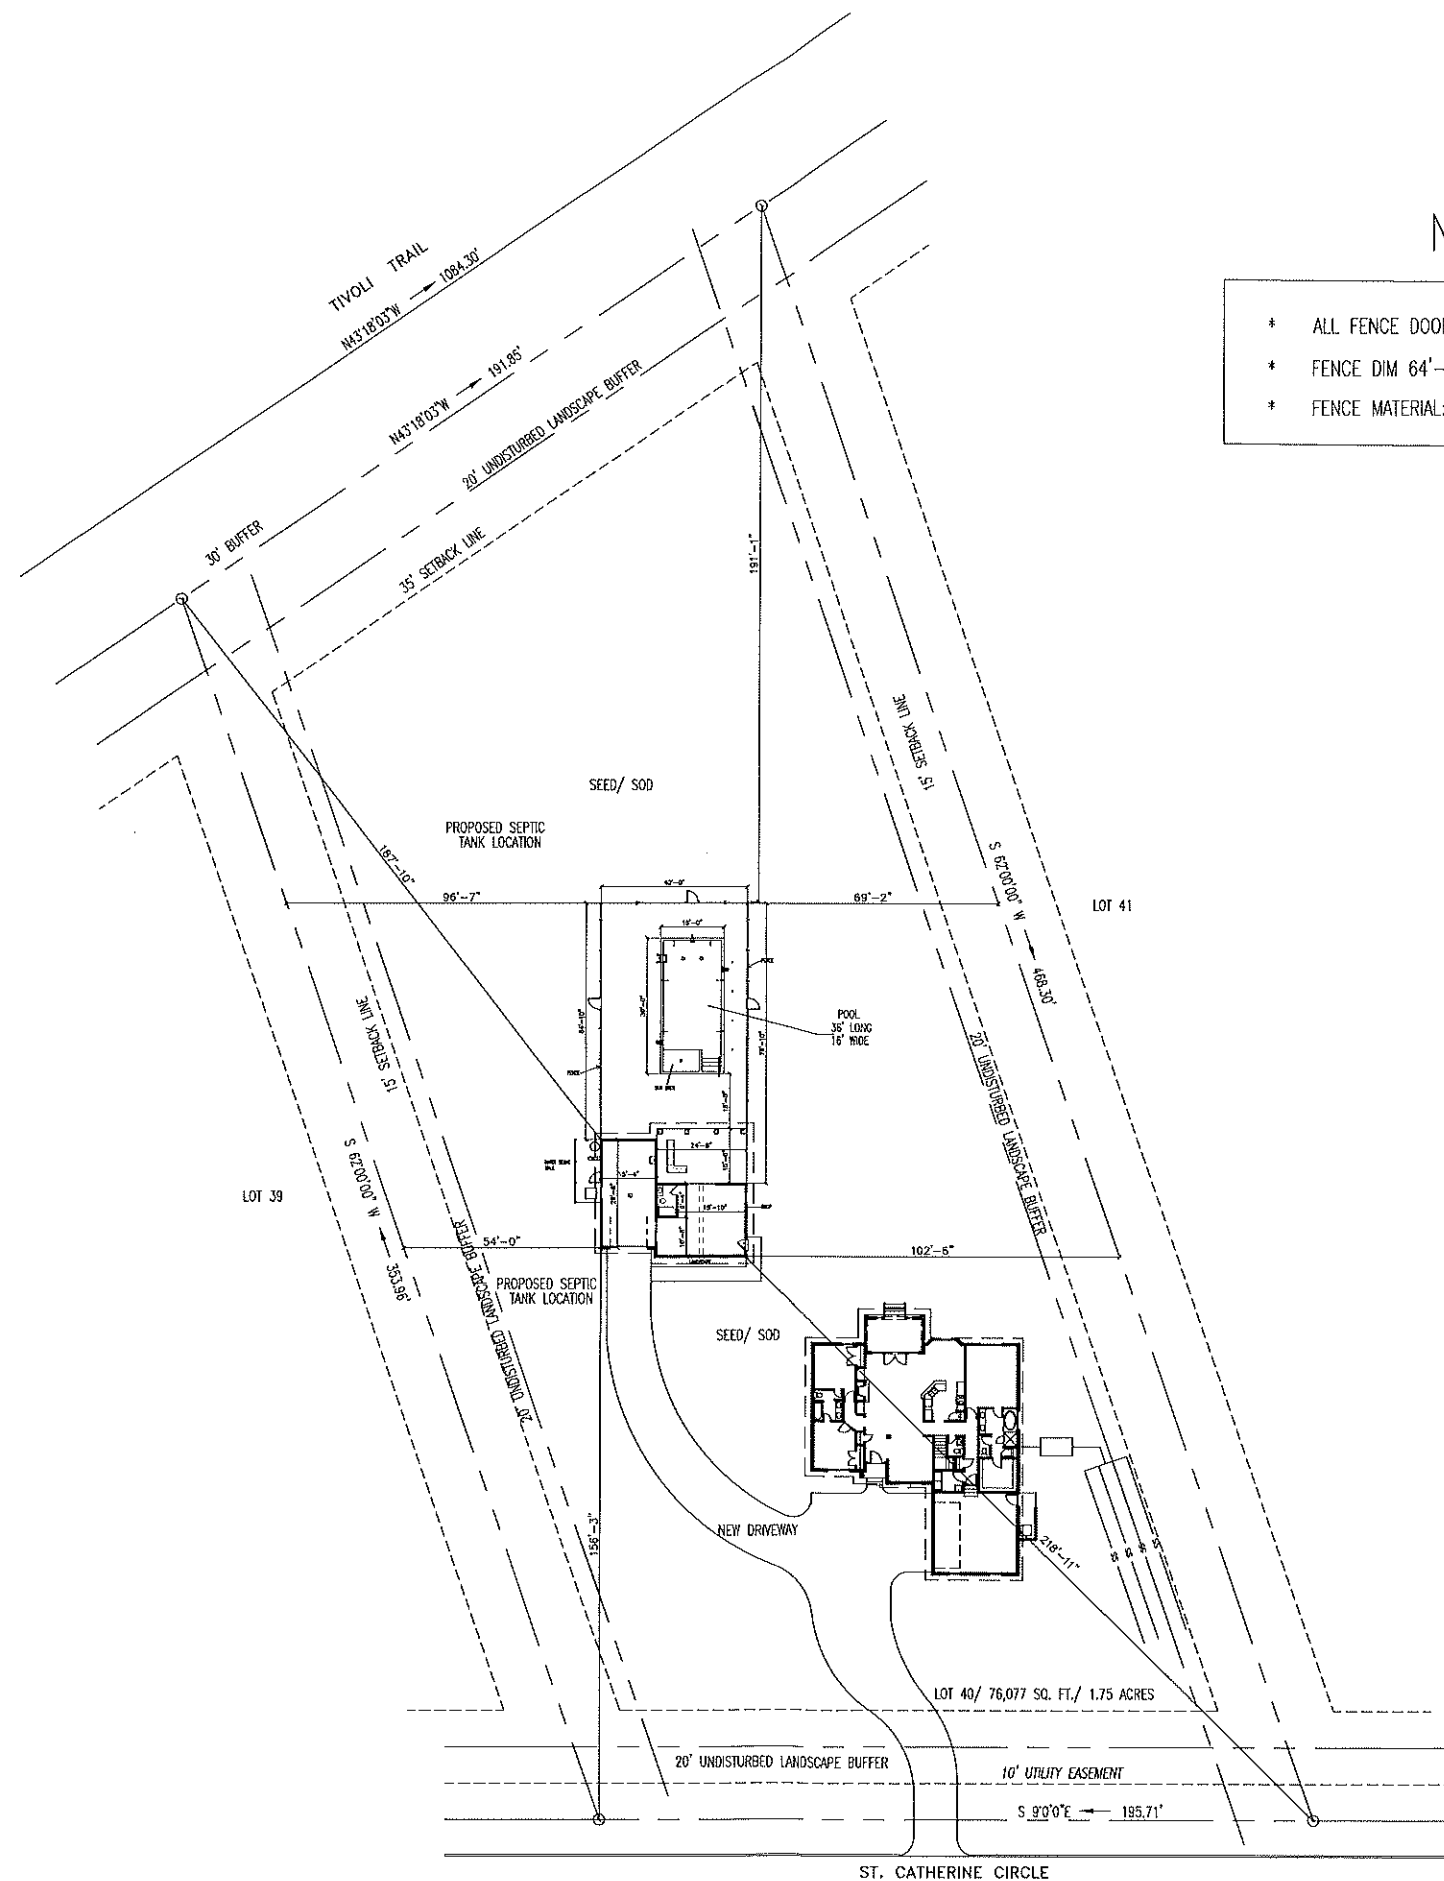 TIVOLI TRAIL
N43°18'03"W 1084.30'
N43°18'03"W 191.85'
20' UNDISTURBED LANDSCAPE BUFFER
30' BUFFER
35' SETBACK LINE
N
* ALL FENCE DOO
* FENCE DIM 64'-
* FENCE MATERIAL:
191'-1"
15' SETBACK LINE
SEED/ SOD
PROPOSED SEPTIC
TANK LOCATION
187'-10"
96'-7"
69'-2"
S 62°00'00" W 468.30'
LOT 41
POOL
36' LONG
16' WIDE
15' SETBACK LINE
20' UNDISTURBED LANDSCAPE BUFFER
LOT 39
S 62°00'00" W 353.96'
20' UNDISTURBED LANDSCAPE BUFFER
54'-0"
102'-6"
PROPOSED SEPTIC
TANK LOCATION
SEED/ SOD
156'-3"
NEW DRIVEWAY
218'-11"
SS
SS
SS
SS
LOT 40/ 76,077 SQ. FT./ 1.75 ACRES
20' UNDISTURBED LANDSCAPE BUFFER
10' UTILITY EASEMENT
S 9°0'0"E 195.71'
ST. CATHERINE CIRCLE